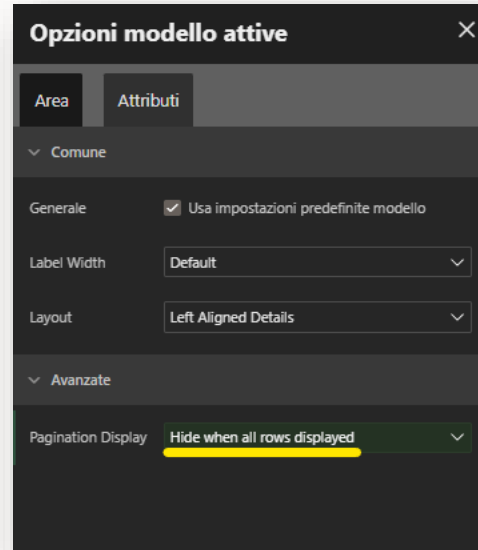 Opzioni modello attive
Area Attributi
Comune
Generale Usa impostazioni predefinite modello
Label Width Default
Layout Left Aligned Details
Avanzate
Pagination Display Hide when all rows displayed